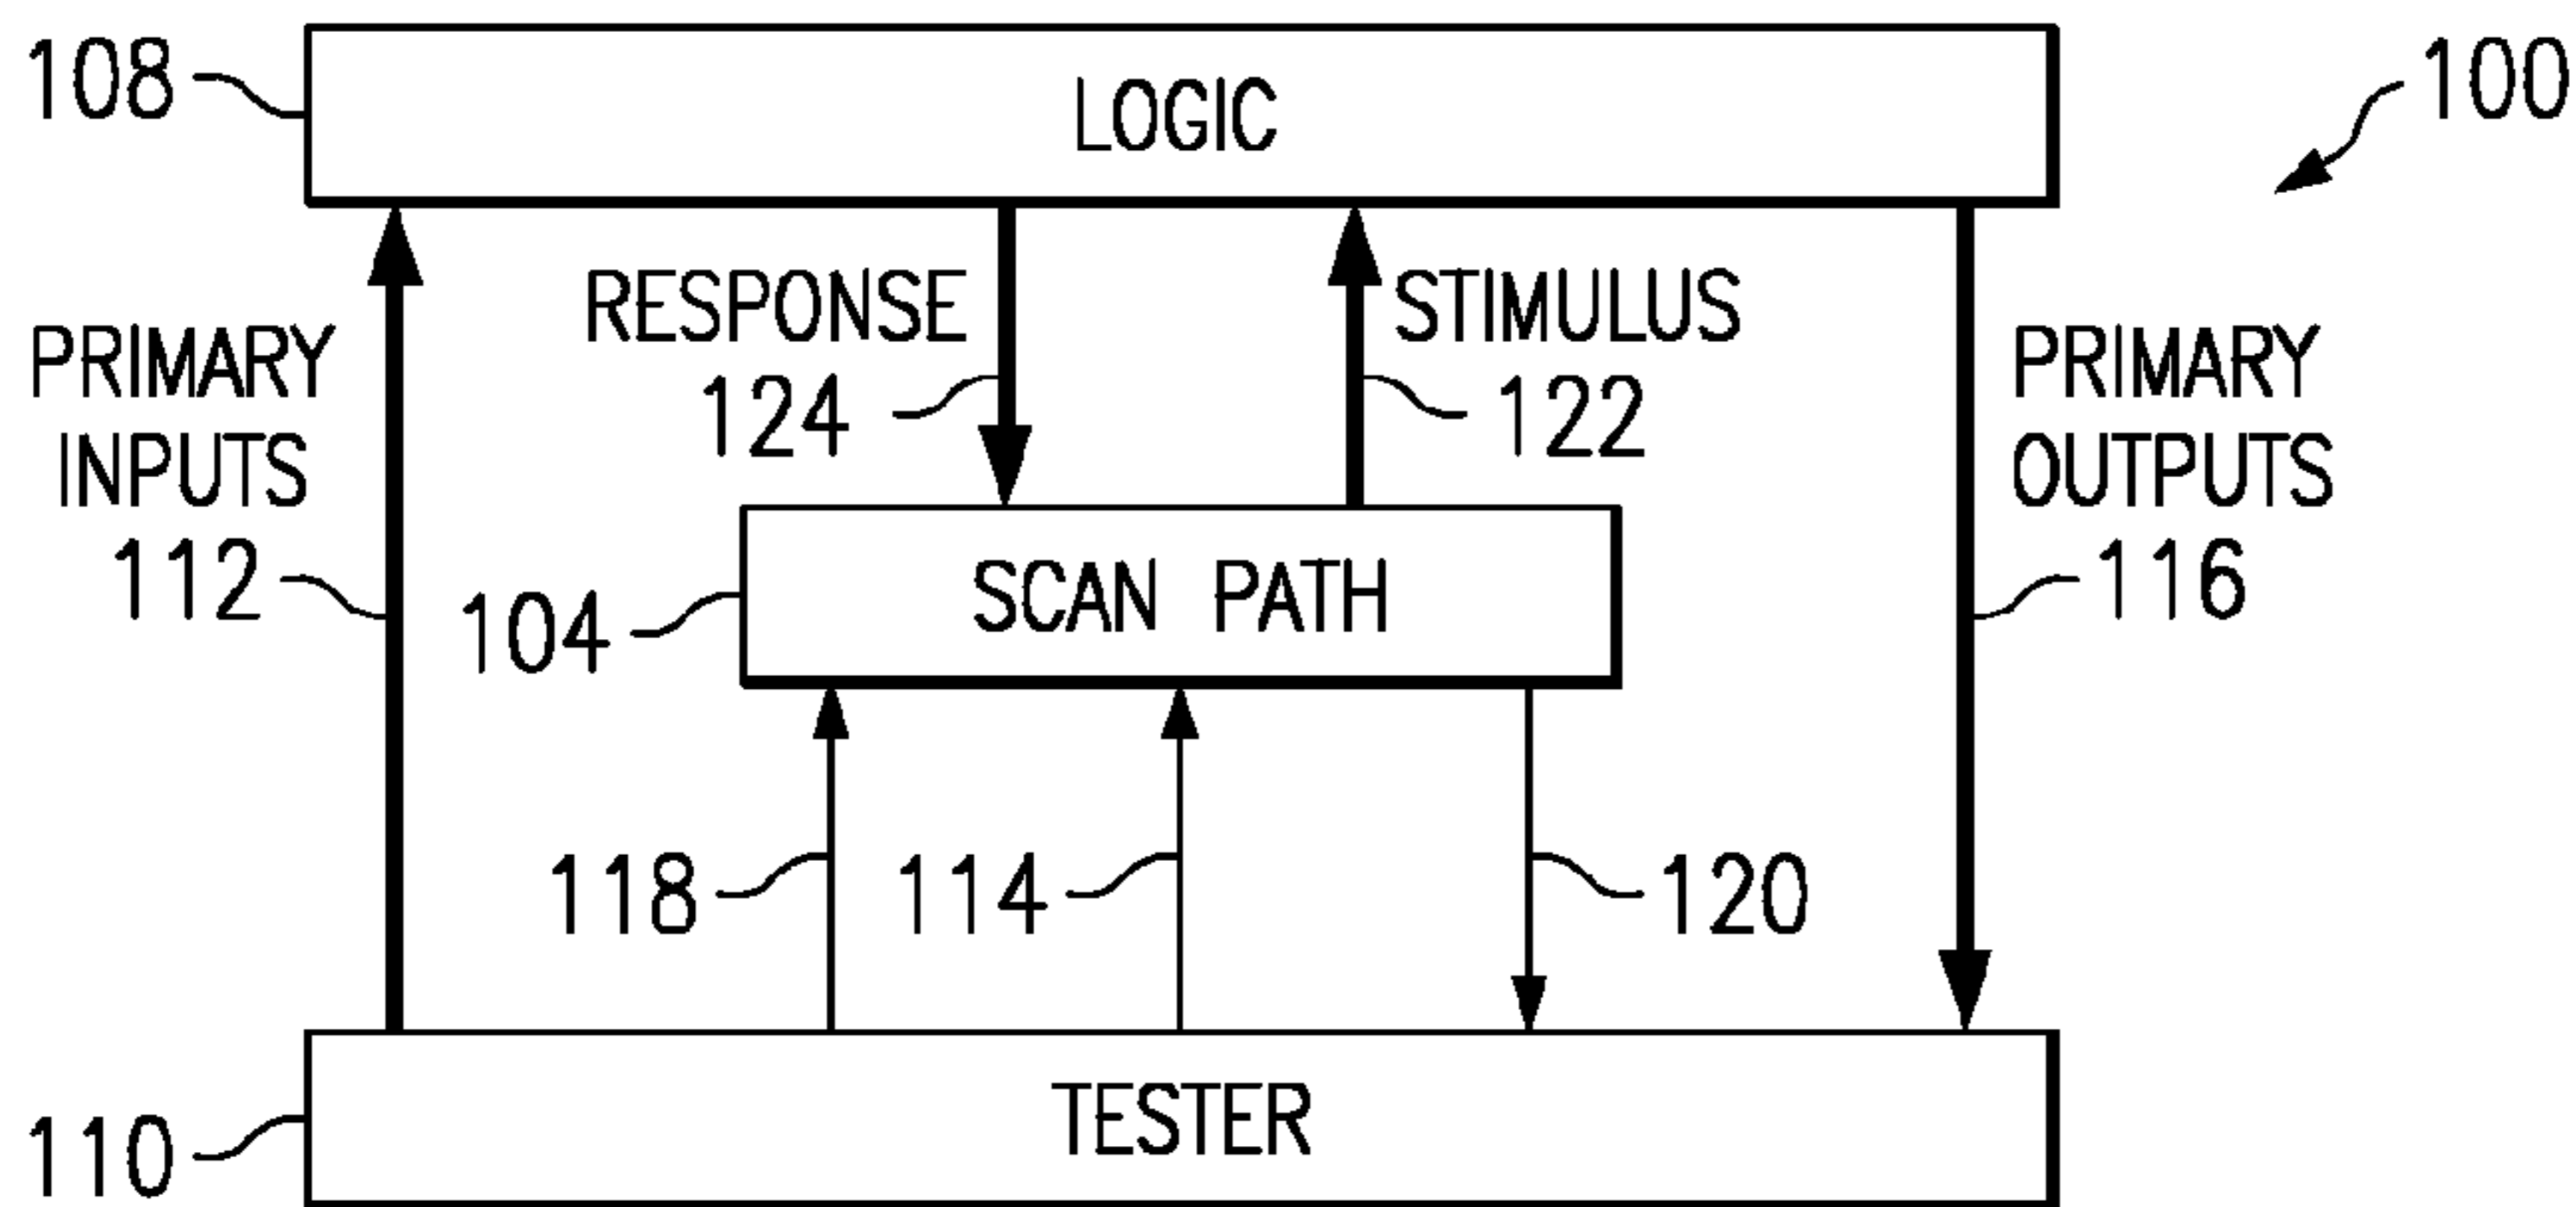 108
LOGIC
100
RESPONSE
124
STIMULUS
122
PRIMARY
INPUTS
112
PRIMARY
OUTPUTS
116
104
SCAN PATH
118
114
120
110
TESTER